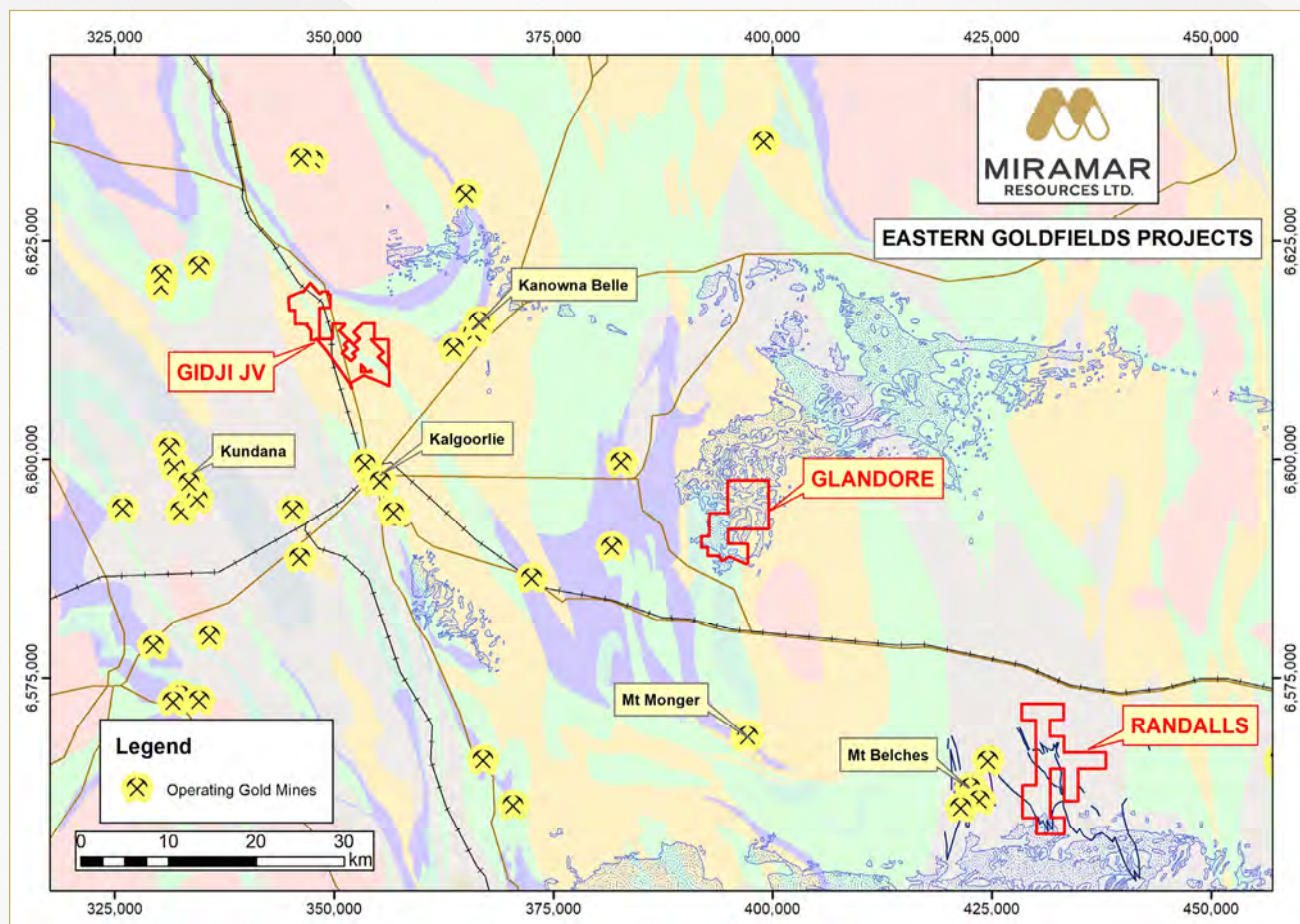 325,000
350,000
375,000
400,000
425,000
450,000
MIRAMAR
RESOURCES LTD.
EASTERN GOLDFIELDS PROJECTS
6,625,000
6,625,000
Kanowna Belle
GIDJI JV
Kalgoorlie
Kundana
6,600,000
6,600,000
GLANDORE
6,575,000
6,575,000
Mt Monger
RANDALLS
Mt Belches
Legend
Operating Gold Mines
0
10
20
30
km
325,000
350,000
375,000
400,000
425,000
450,000